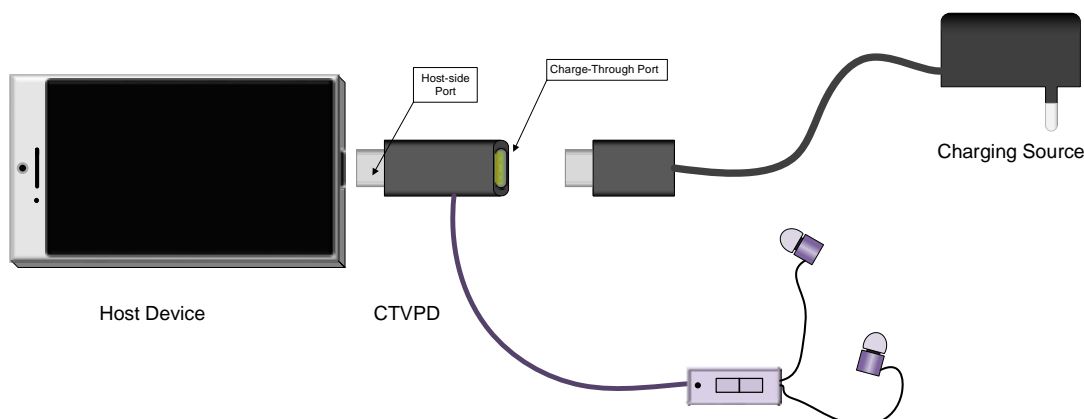 Host-side
Port
Charge-Through Port
Charging Source
Host Device
CTVPD